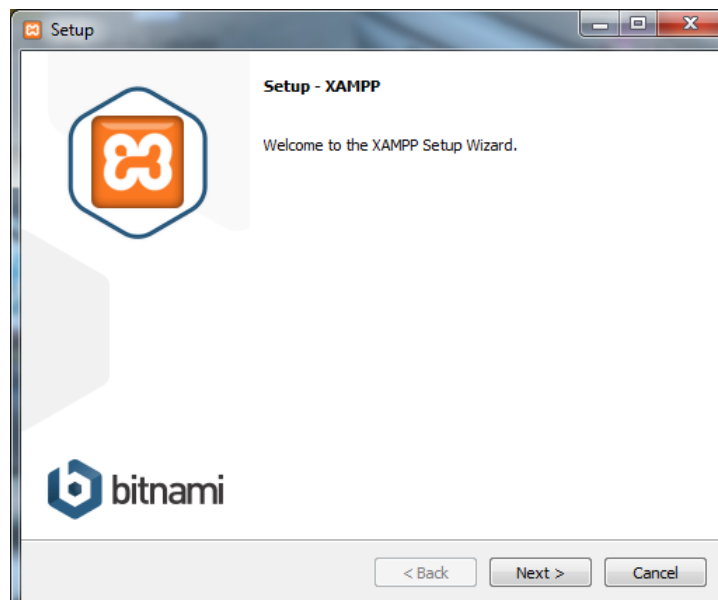 Setup
Setup - XAMPP
Welcome to the XAMPP Setup Wizard.
bitnami
< Back
Next >
Cancel